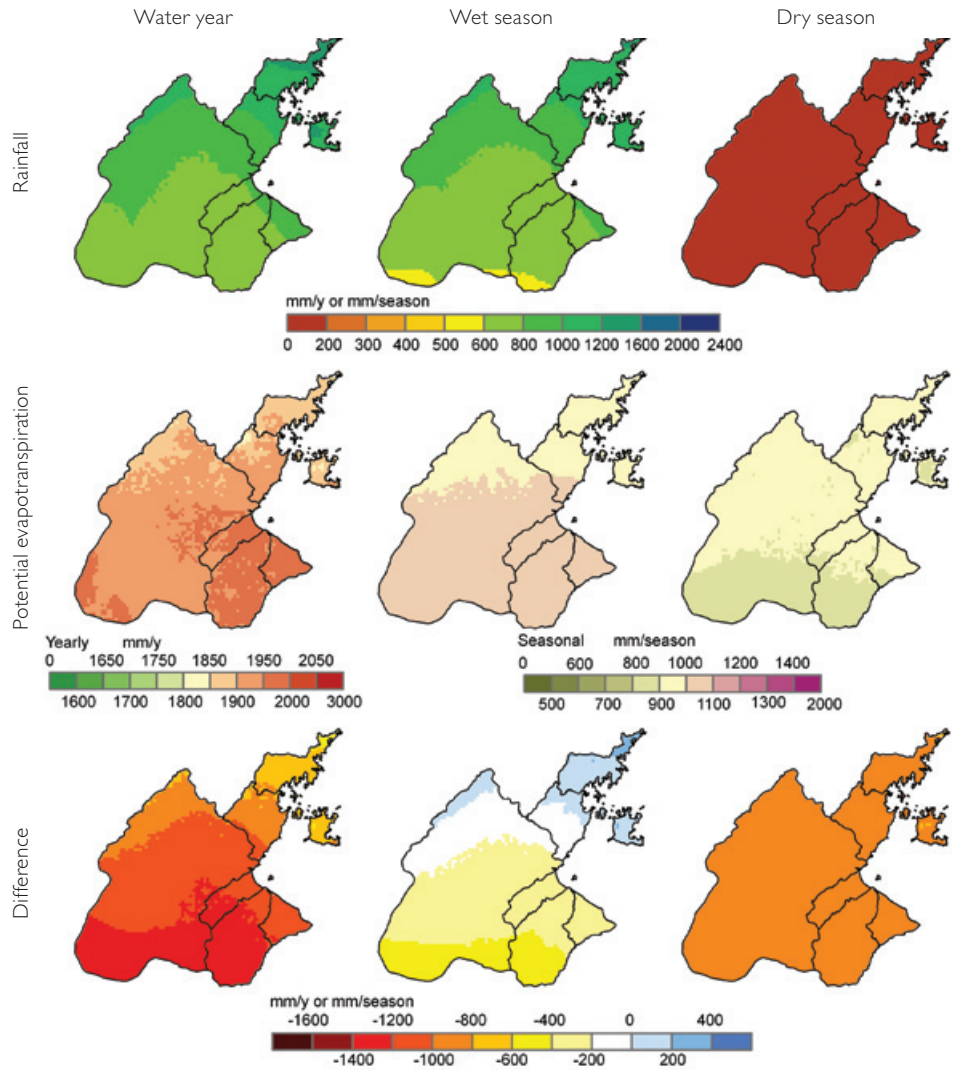 Water year Wet season Dry season
Rainfall
mm/y or mm/season
0 200 300 400 500 600 800 1000 1200 1600 2000 2400
Potential evapotranspiration
Yearly mm/y
0 1650 1750 1850 1950 2050
1600 1700 1800 1900 2000 3000
Seasonal mm/season
600 800 1000 1200 1400
500 700 900 1100 1300 2000
Difference
mm/y or mm/season
-1600 -1200 -800 -400 0 400
-1400 -1000 -600 -200 200